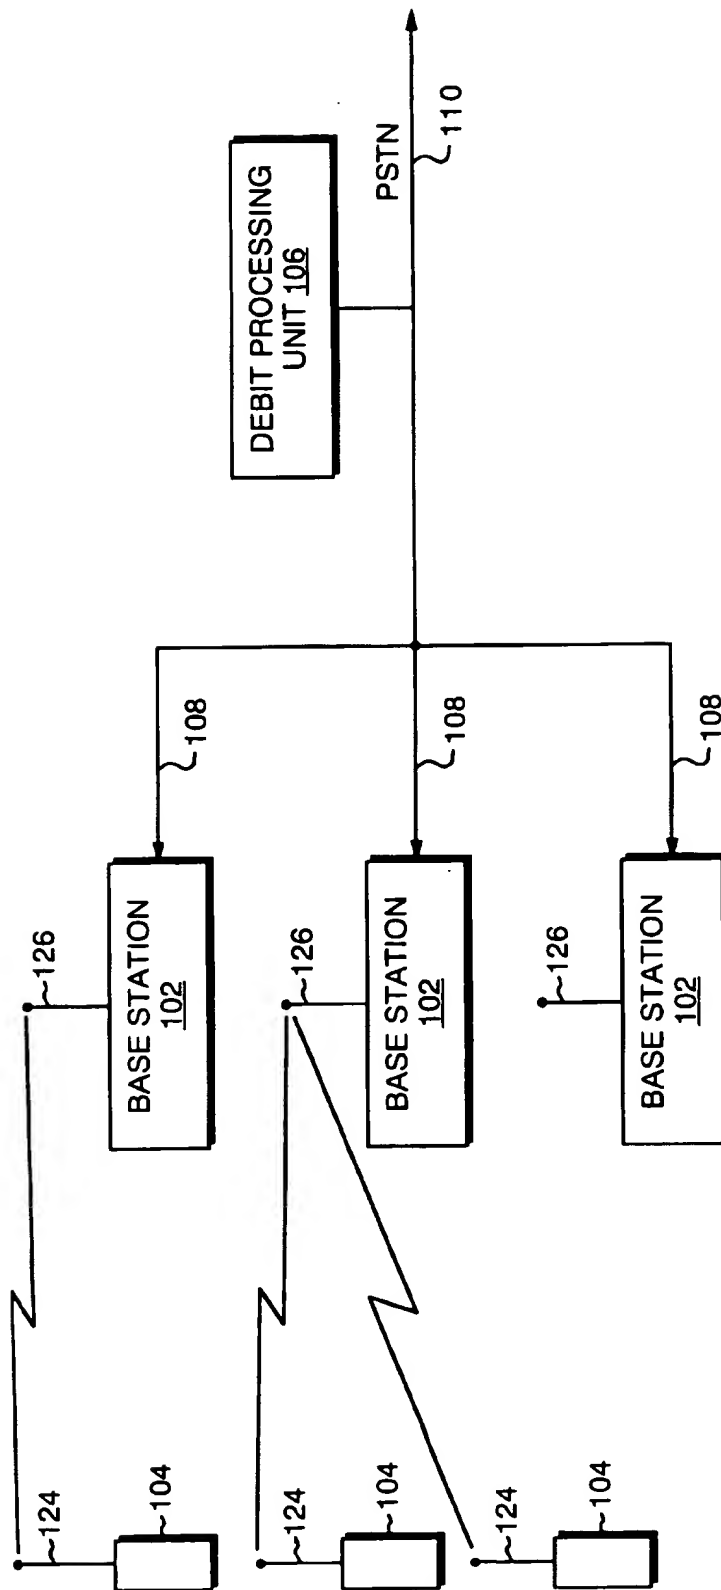 124
104
126
BASE STATION
102
108
124
104
126
BASE STATION
102
108
124
104
126
BASE STATION
102
108
DEBIT PROCESSING
UNIT 106
PSTN
110